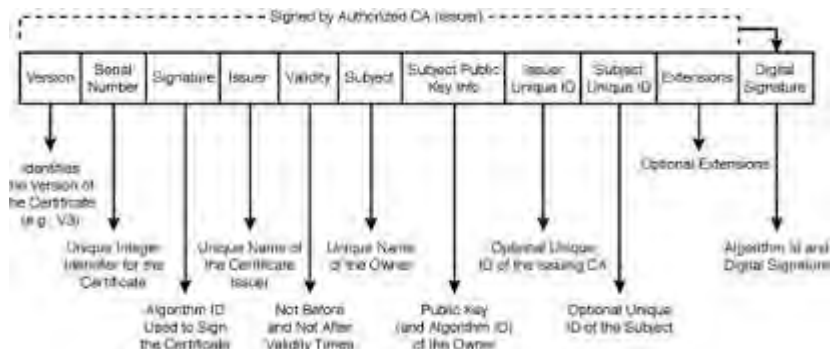 Signed by Authorized CA (issuer)
Version
Serial
Number
Signature
Issuer
Validity
Subject
Subject Public
Key Info
Issuer
Unique ID
Subject
Unique ID
Extensions
Digital
Signature
Identifies
the Version of
the Certificate
(e.g., V3)
Optional Extensions
Unique Integer
Identifier for the
Certificate
Unique Name of
the Certificate
Issuer
Unique Name
of the Owner
Optional Unique
ID of the Issuing CA
Algorithm Id and
Digital Signature
Algorithm ID
Used to Sign
the Certificate
Not Before
and Not After
Validity Times
Public Key
(and Algorithm ID)
of the Owner
Optional Unique
ID of the Subject